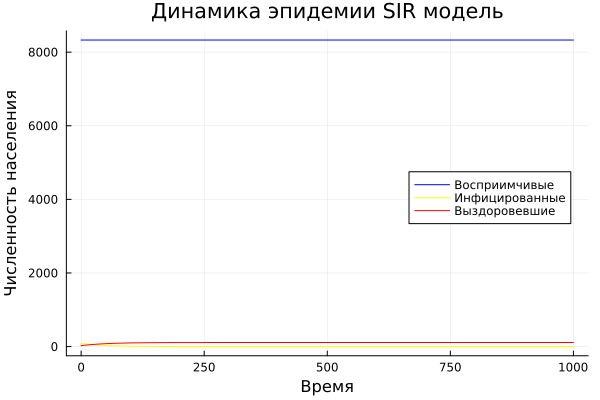 Динамика эпидемии SIR модель
Численность населения
8000
6000
4000
2000
0
Восприимчивые
Инфицированные
Выздоровевшие
0 250 500 750 1000
Время